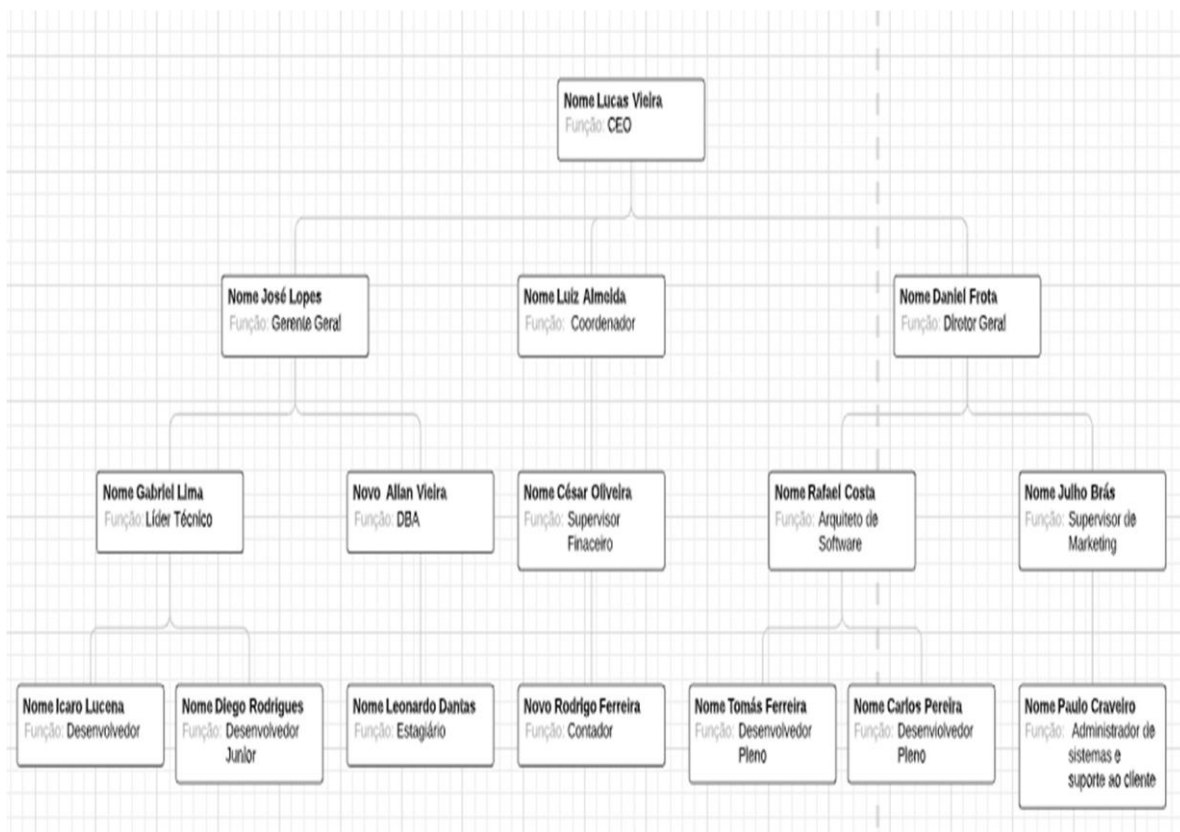 Nome Lucas Vieira
Função: CEO
Nome José Lopes
Função: Gerente Geral
Nome Luiz Almeida
Função: Coordenador
Nome Daniel Frota
Função: Diretor Geral
Nome Gabriel Lima
Função: Líder Técnico
Novo Allan Vieira
Função: DBA
Nome César Oliveira
Função: Supervisor
Finaceiro
Nome Rafael Costa
Função: Arquiteto de
Software
Nome Julho Brás
Função: Supervisor de
Marketing
Nome Icaro Lucena
Função: Desenvolvedor
Nome Diego Rodrigues
Função: Desenvolvedor
Junior
Nome Leonardo Dantas
Função: Estagiário
Novo Rodrigo Ferreira
Função: Contador
Nome Tomás Ferreira
Função: Desenvolvedor
Pleno
Nome Carlos Pereira
Função: Desenviolvedor
Pleno
Nome Paulo Craveiro
Função: Administrador de
sistemas e
suporte ao cliente